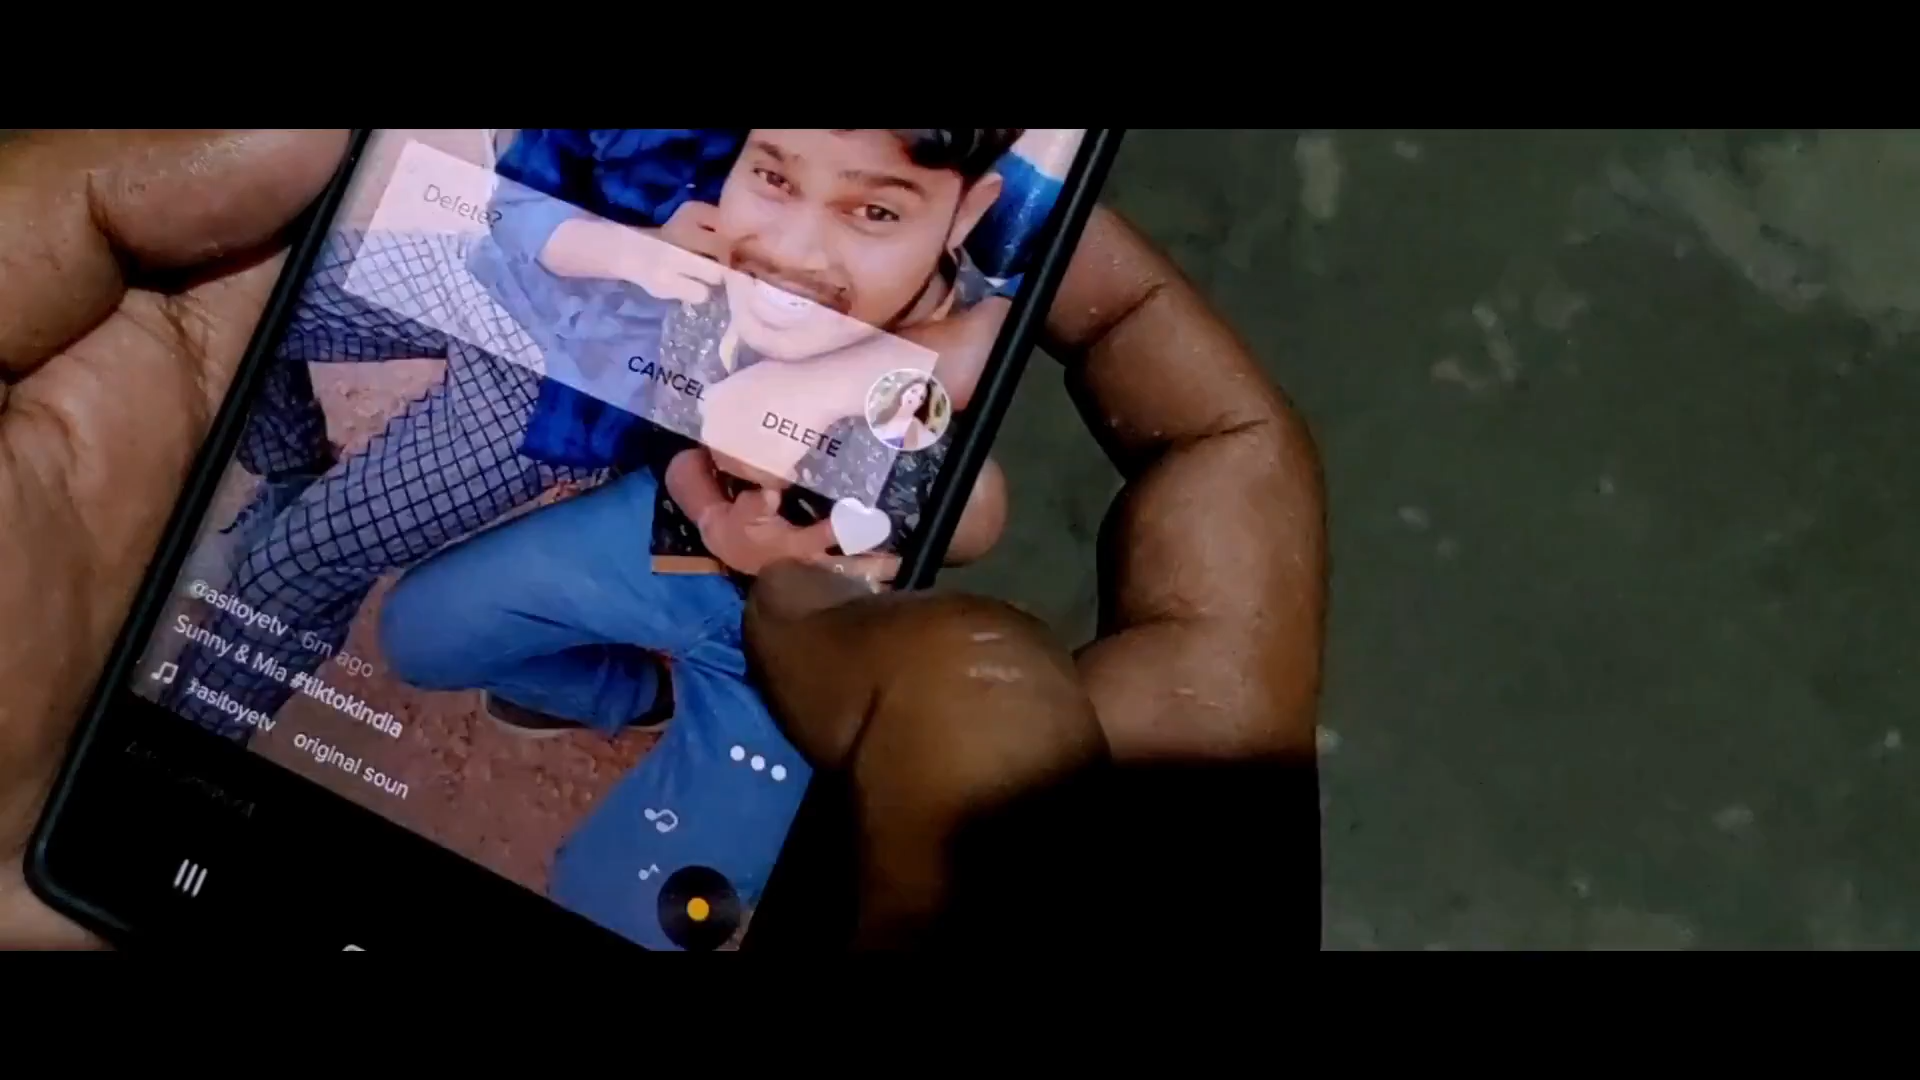 Delete?
CANCEL
DELETE
@asitoyetv · 6m ago
Sunny & Mia #tiktokindia
asitoyetv original soun